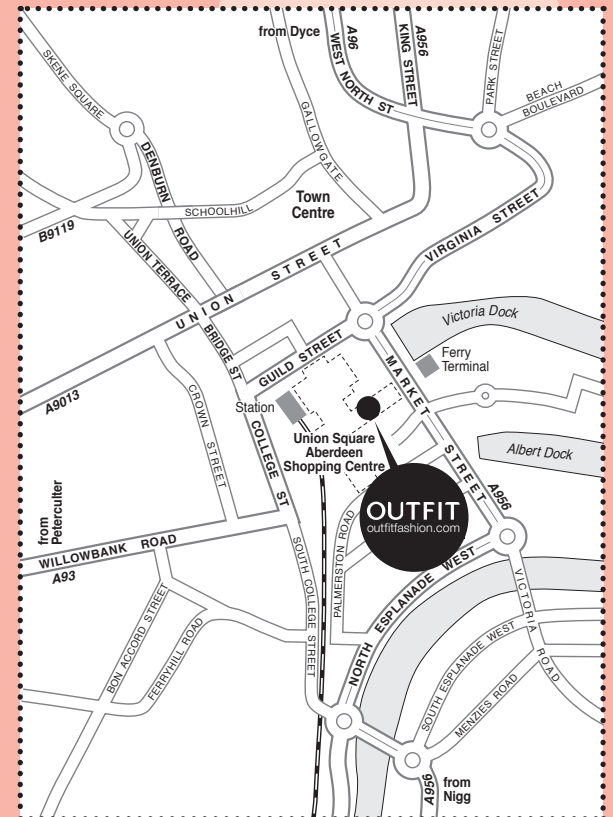 from Dyce
A96
A956
KING STREET
WEST NORTH ST
PARK STREET
BEACH
BOULEVARD
SKENE SQUARE
GALLOWGATE
DENBURN ROAD
Town
Centre
SCHOOLHILL
B9119
UNION TERRACE
UNION STREET
VIRGINIA STREET
Victoria Dock
BRIDGE ST
GUILD STREET
MARKET STREET
Ferry
Terminal
A9013
CROWN STREET
Station
COLLEGE ST
Union Square
Aberdeen
Shopping Centre
Albert Dock
A956
OUTFIT
outfitfashion.com
from
Peterculter
WILLOWBANK ROAD
A93
PALMERSTON ROAD
SOUTH COLLEGE STREET
NORTH ESPLANADE WEST
VICTORIA ROAD
BON ACCORD STREET
FERRYHILL ROAD
SOUTH ESPLANADE WEST
MENZIES ROAD
A956
from
Nigg